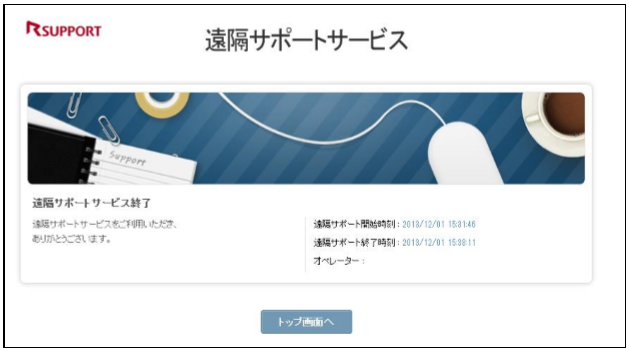 RSUPPORT
遠隔サポートサービス
Support
遠隔サポートサービス終了
遠隔サポートサービスをご利用いただき、
ありがとうございます。
遠隔サポート開始時刻 : 2013/12/01 15:31:46
遠隔サポート終了時刻 : 2013/12/01 15:38:11
オペレーター :
トップ画面へ